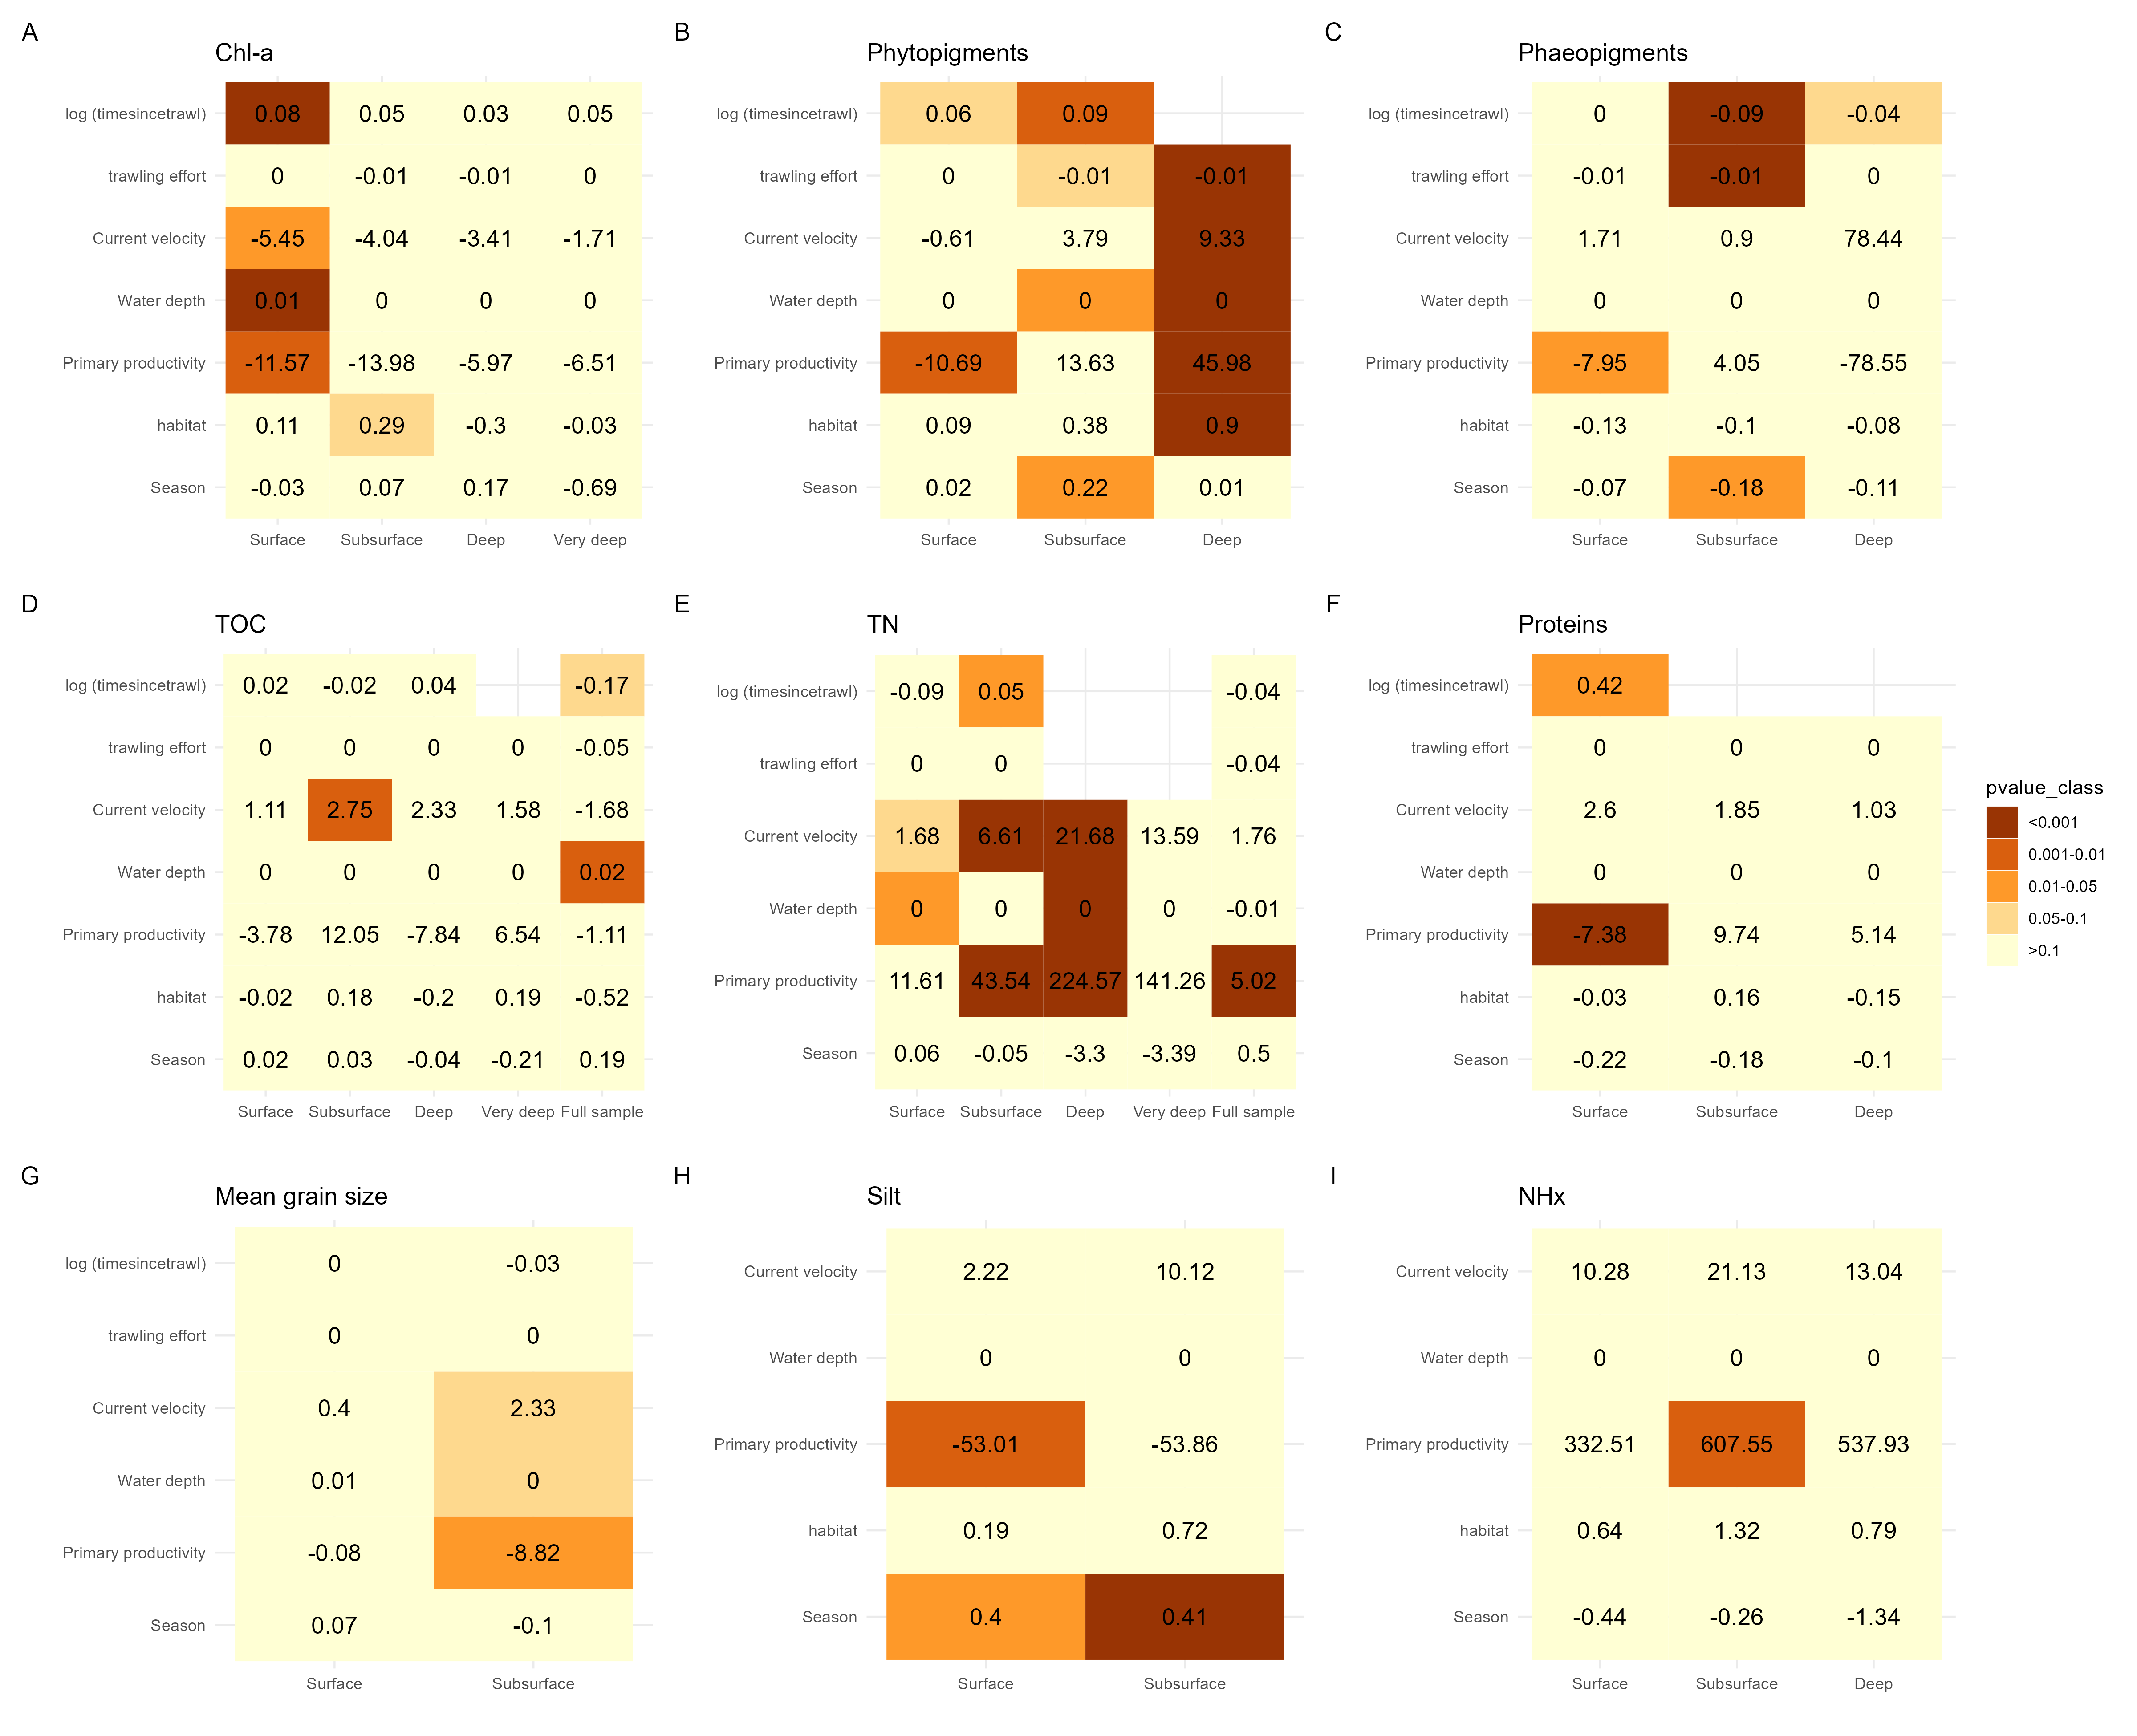 A
B
C
Chl-a
Phytopigments
Phaeopigments
log (timesincetrawl) 0.08 0.05 0.03 0.05
trawling effort 0 -0.01 -0.01 0
Current velocity -5.45 -4.04 -3.41 -1.71
Water depth 0.01 0 0 0
Primary productivity -11.57 -13.98 -5.97 -6.51
habitat 0.11 0.29 -0.3 -0.03
Season -0.03 0.07 0.17 -0.69
Surface Subsurface Deep Very deep
log (timesincetrawl) 0.06 0.09
trawling effort 0 -0.01 -0.01
Current velocity -0.61 3.79 9.33
Water depth 0 0 0
Primary productivity -10.69 13.63 45.98
habitat 0.09 0.38 0.9
Season 0.02 0.22 0.01
Surface Subsurface Deep
log (timesincetrawl) 0 -0.09 -0.04
trawling effort -0.01 -0.01 0
Current velocity 1.71 0.9 78.44
Water depth 0 0 0
Primary productivity -7.95 4.05 -78.55
habitat -0.13 -0.1 -0.08
Season -0.07 -0.18 -0.11
Surface Subsurface Deep
D
E
F
TOC
TN
Proteins
log (timesincetrawl) 0.02 -0.02 0.04 -0.17
trawling effort 0 0 0 0 -0.05
Current velocity 1.11 2.75 2.33 1.58 -1.68
Water depth 0 0 0 0 0.02
Primary productivity -3.78 12.05 -7.84 6.54 -1.11
habitat -0.02 0.18 -0.2 0.19 -0.52
Season 0.02 0.03 -0.04 -0.21 0.19
Surface Subsurface Deep Very deep Full sample
log (timesincetrawl) -0.09 0.05 -0.04
trawling effort 0 0 -0.04
Current velocity 1.68 6.61 21.68 13.59 1.76
Water depth 0 0 0 0 -0.01
Primary productivity 11.61 43.54 224.57 141.26 5.02
Season 0.06 -0.05 -3.3 -3.39 0.5
Surface Subsurface Deep Very deep Full sample
log (timesincetrawl) 0.42
trawling effort 0 0 0
Current velocity 2.6 1.85 1.03
Water depth 0 0 0
Primary productivity -7.38 9.74 5.14
habitat -0.03 0.16 -0.15
Season -0.22 -0.18 -0.1
Surface Subsurface Deep
pvalue_class
<0.001
0.001-0.01
0.01-0.05
0.05-0.1
>0.1
G
H
I
Mean grain size
Silt
NHx
log (timesincetrawl) 0 -0.03
trawling effort 0 0
Current velocity 0.4 2.33
Water depth 0.01 0
Primary productivity -0.08 -8.82
Season 0.07 -0.1
Surface Subsurface
Current velocity 2.22 10.12
Water depth 0 0
Primary productivity -53.01 -53.86
habitat 0.19 0.72
Season 0.4 0.41
Surface Subsurface
Current velocity 10.28 21.13 13.04
Water depth 0 0 0
Primary productivity 332.51 607.55 537.93
habitat 0.64 1.32 0.79
Season -0.44 -0.26 -1.34
Surface Subsurface Deep